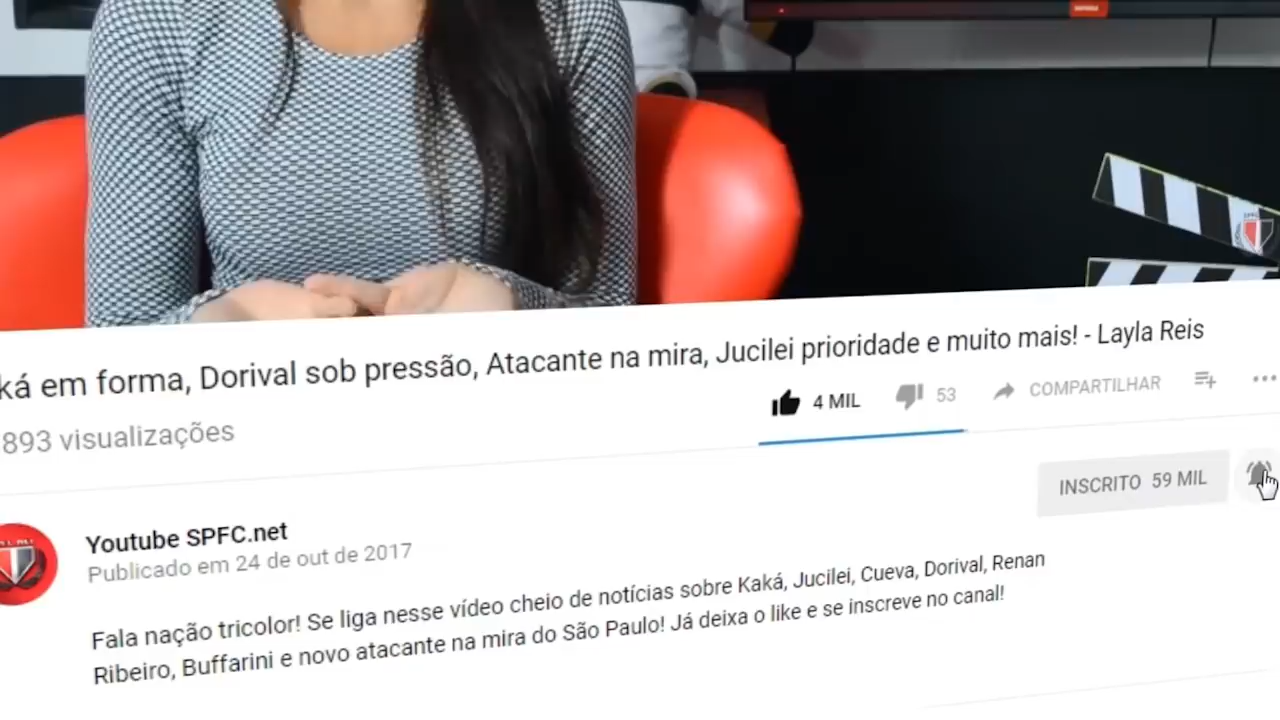 ká em forma, Dorival sob pressão, Atacante na mira, Jucilei prioridade e muito mais! - Layla Reis
893 visualizações
4 MIL
53
COMPARTILHAR
INSCRITO 59 MIL
Youtube SPFC.net
Publicado em 24 de out de 2017
Fala nação tricolor! Se liga nesse vídeo cheio de notícias sobre Kaká, Jucilei, Cueva, Dorival, Renan
Ribeiro, Buffarini e novo atacante na mira do São Paulo! Já deixa o like e se inscreve no canal!